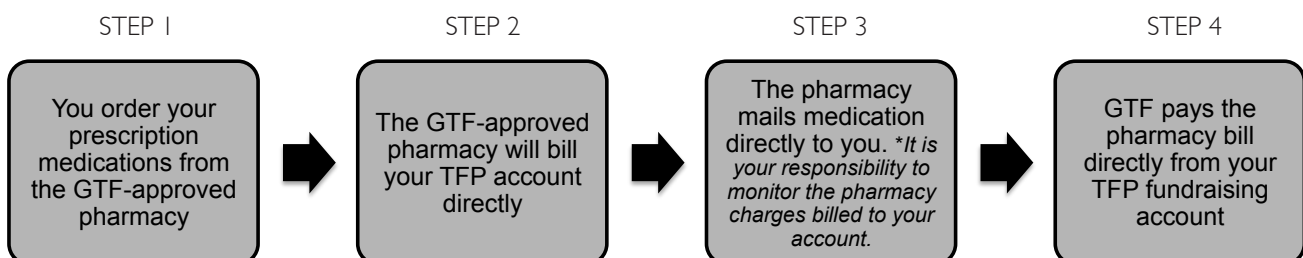 STEP 1
You order your
prescription
medications from
the GTF-approved
pharmacy
STEP 2
The GTF-approved
pharmacy will bill
your TFP account
directly
STEP 3
The pharmacy
mails medication
directly to you. *It is
your responsibility to
monitor the pharmacy
charges billed to your
account.
STEP 4
GTF pays the
pharmacy bill
directly from your
TFP fundraising
account